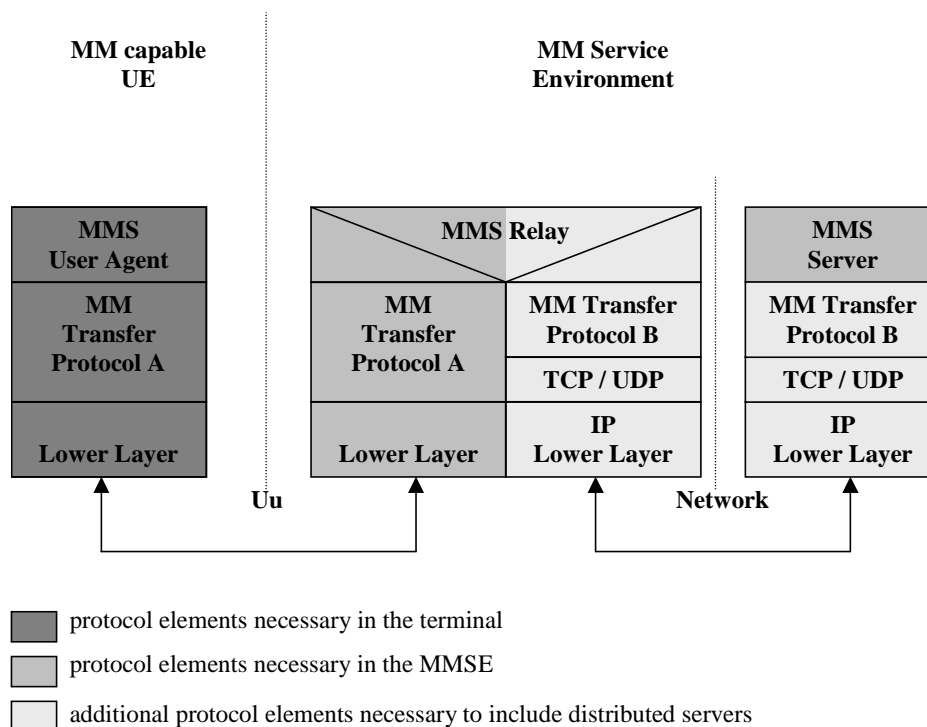 MM capable
UE
MM Service
Environment
MMS
User Agent
MM
Transfer
Protocol A
Lower Layer
MMS Relay
MM
Transfer
Protocol A
Lower Layer
MM Transfer
Protocol B
TCP / UDP
IP
Lower Layer
MMS
Server
MM Transfer
Protocol B
TCP / UDP
IP
Lower Layer
Uu
Network
protocol elements necessary in the terminal
protocol elements necessary in the MMSE
additional protocol elements necessary to include distributed servers